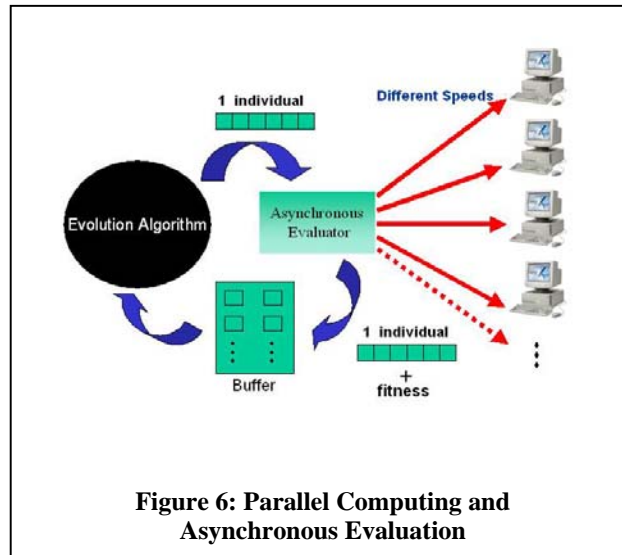 1 individual
Different Speeds
Evolution Algorithm
Asynchronous
Evaluator
1 individual
+
fitness
Buffer
Figure 6: Parallel Computing and
Asynchronous Evaluation